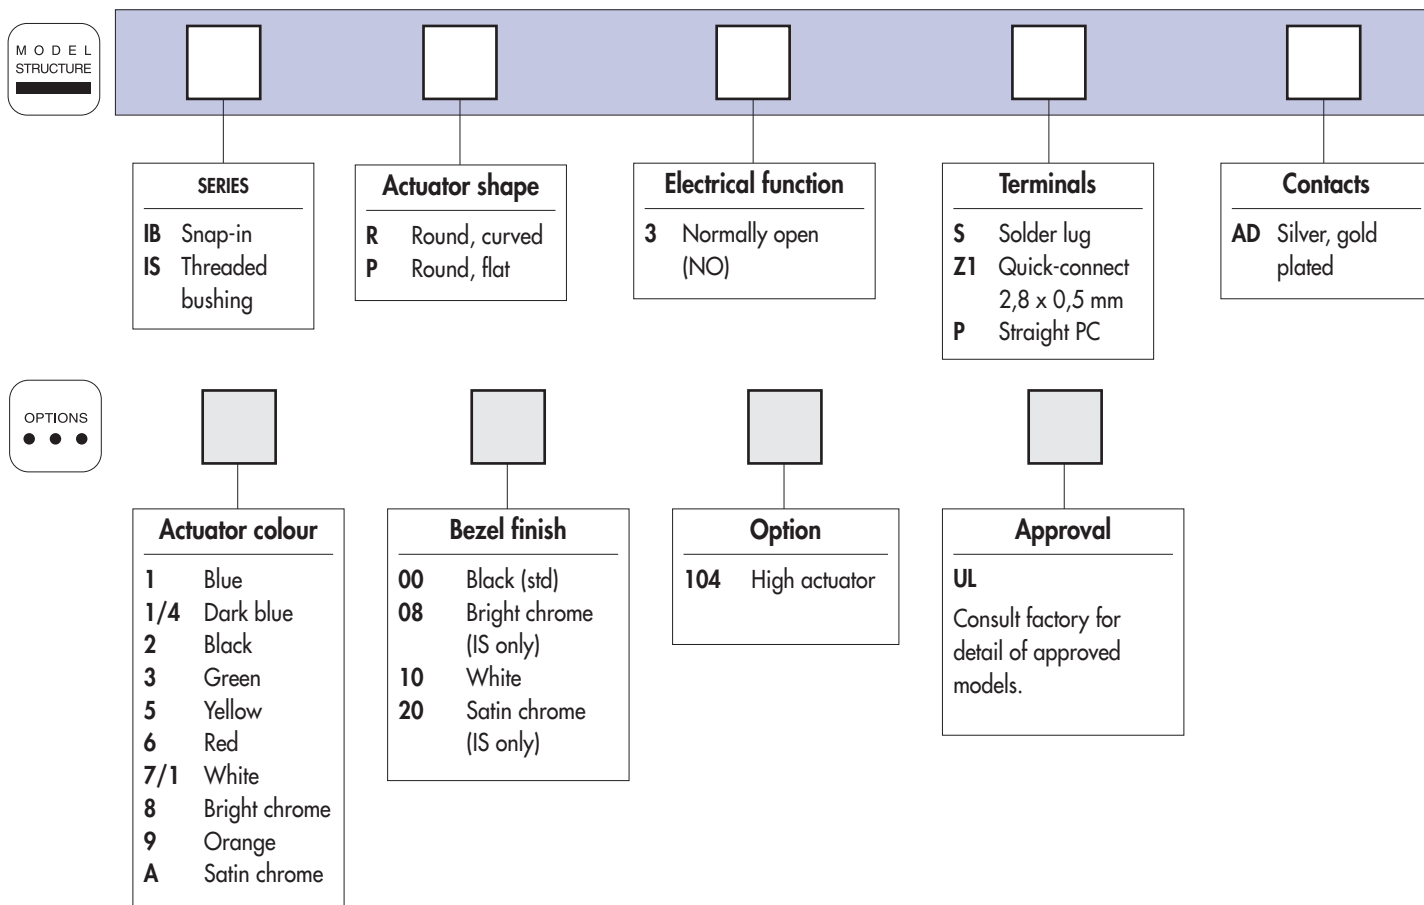 MODEL
STRUCTURE
SERIES
IB Snap-in
IS Threaded
bushing
Actuator shape
R Round, curved
P Round, flat
Electrical function
3 Normally open
(NO)
Terminals
S Solder lug
Z1 Quick-connect
2,8 x 0,5 mm
P Straight PC
Contacts
AD Silver, gold
plated
OPTIONS
Actuator colour
1 Blue
1/4 Dark blue
2 Black
3 Green
5 Yellow
6 Red
7/1 White
8 Bright chrome
9 Orange
A Satin chrome
Bezel finish
00 Black (std)
08 Bright chrome
(IS only)
10 White
20 Satin chrome
(IS only)
Option
104 High actuator
Approval
UL
Consult factory for
detail of approved
models.